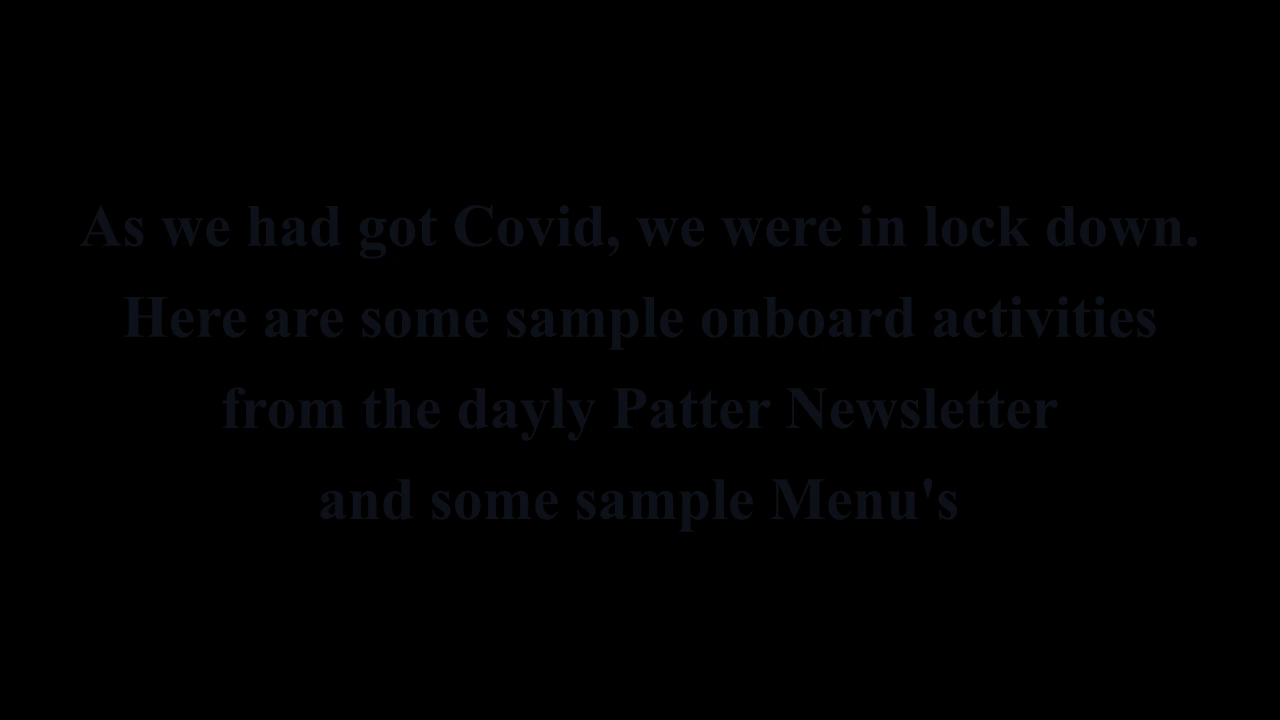 As we had got Covid, we were in lock down.
Here are some sample onboard activities
from the dayly Patter Newsletter
and some sample Menu's